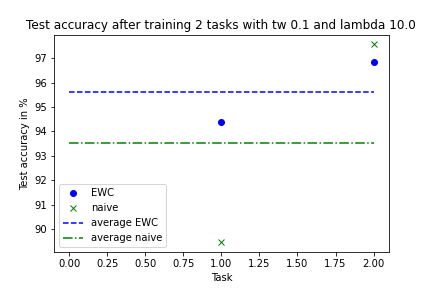 Test accuracy after training 2 tasks with tw 0.1 and lambda 10.0
97
96
95
94
93
92
91
90
Test accuracy in %
EWC
naive
average EWC
average naive
0.00 0.25 0.50 0.75 1.00 1.25 1.50 1.75 2.00
Task